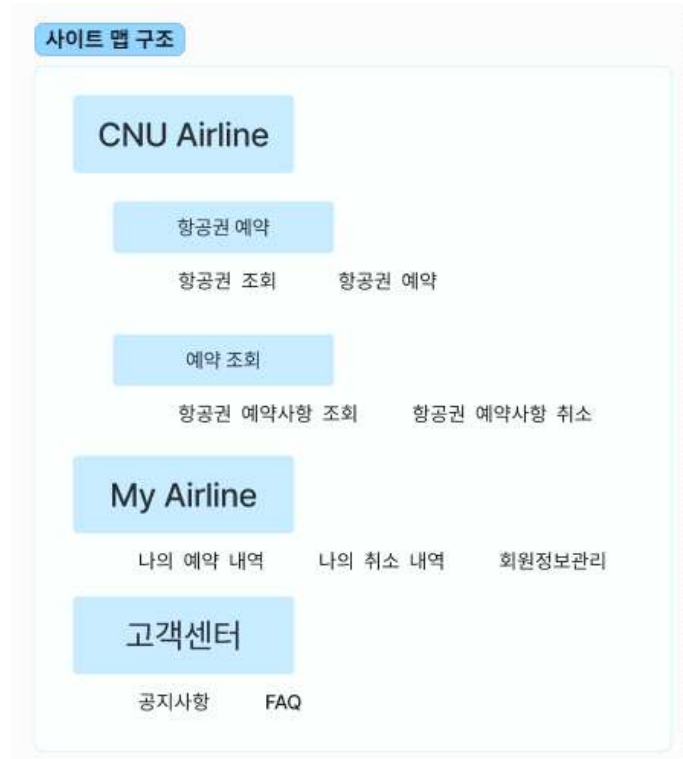 사이트 맵 구조
CNU Airline
항공권 예약
항공권 조회 항공권 예약
예약 조회
항공권 예약사항 조회 항공권 예약사항 취소
My Airline
나의 예약 내역 나의 취소 내역 회원정보관리
고객센터
공지사항 FAQ